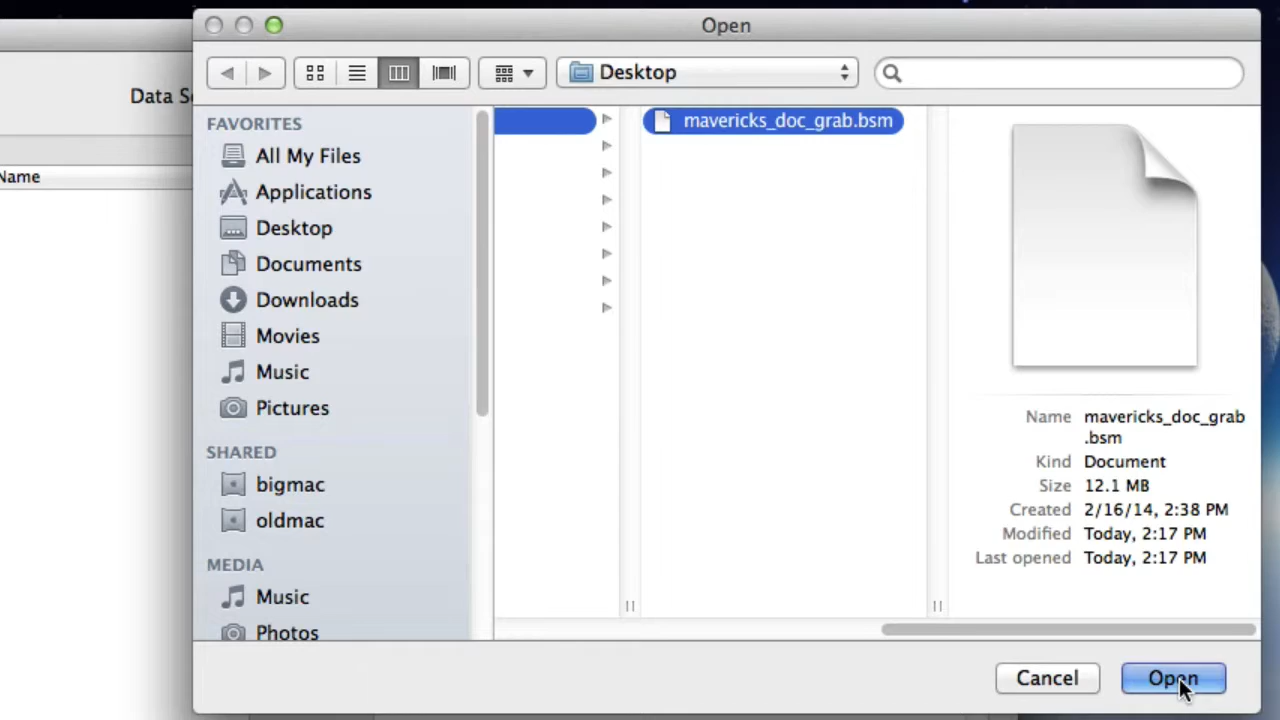 Open
Desktop
Data S
Name
FAVORITES
All My Files
Applications
Desktop
Documents
Downloads
Movies
Music
Pictures
SHARED
bigmac
oldmac
MEDIA
Music
Photos
mavericks_doc_grab.bsm
Name mavericks_doc_grab
.bsm
Kind Document
Size 12.1 MB
Created 2/16/14, 2:38 PM
Modified Today, 2:17 PM
Last opened Today, 2:17 PM
Cancel
Open